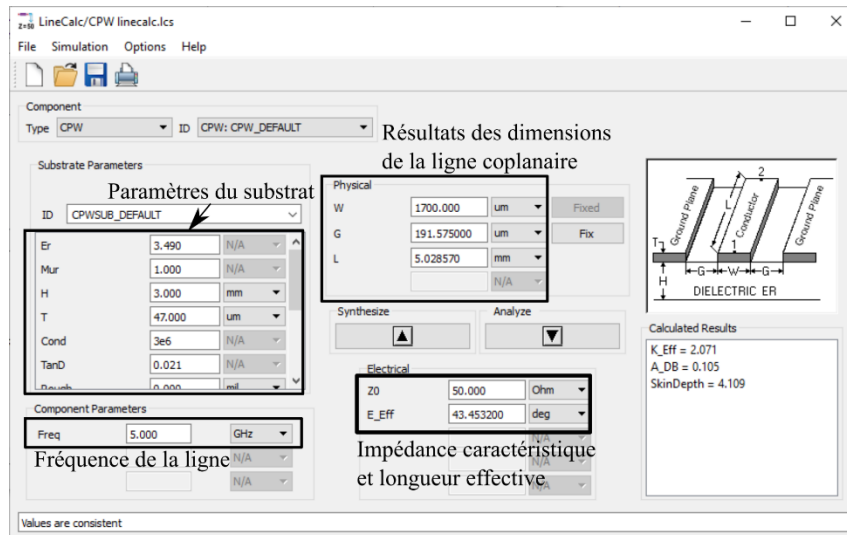 LineCalc/CPW linecalc.lcs
File Simulation Options Help
Component
Type CPW ID CPW: CPW_DEFAULT
Résultats des dimensions
de la ligne coplanaire
Substrate Parameters
Paramètres du substrat
ID CPWSUB_DEFAULT
Er 3.490 N/A
Mur 1.000 N/A
H 3.000 mm
T 47.000 um
Cond 3e6 N/A
TanD 0.021 N/A
Rough 0.000 mil
Physical
W 1700.000 um Fixed
G 191.575000 um Fix
L 5.028570 mm
N/A
Synthesize Analyze
Electrical
Z0 50.000 Ohm
E_Eff 43.453200 deg
N/A
N/A
N/A
Impédance caractéristique
et longueur effective
Component Parameters
Freq 5.000 GHz
Fréquence de la ligne
N/A
N/A
Ground Plane
Conductor
Ground Plane
L
2
1
T
H
G W G
DIELECTRIC ER
Calculated Results
K_Eff = 2.071
A_DB = 0.105
SkinDepth = 4.109
Values are consistent